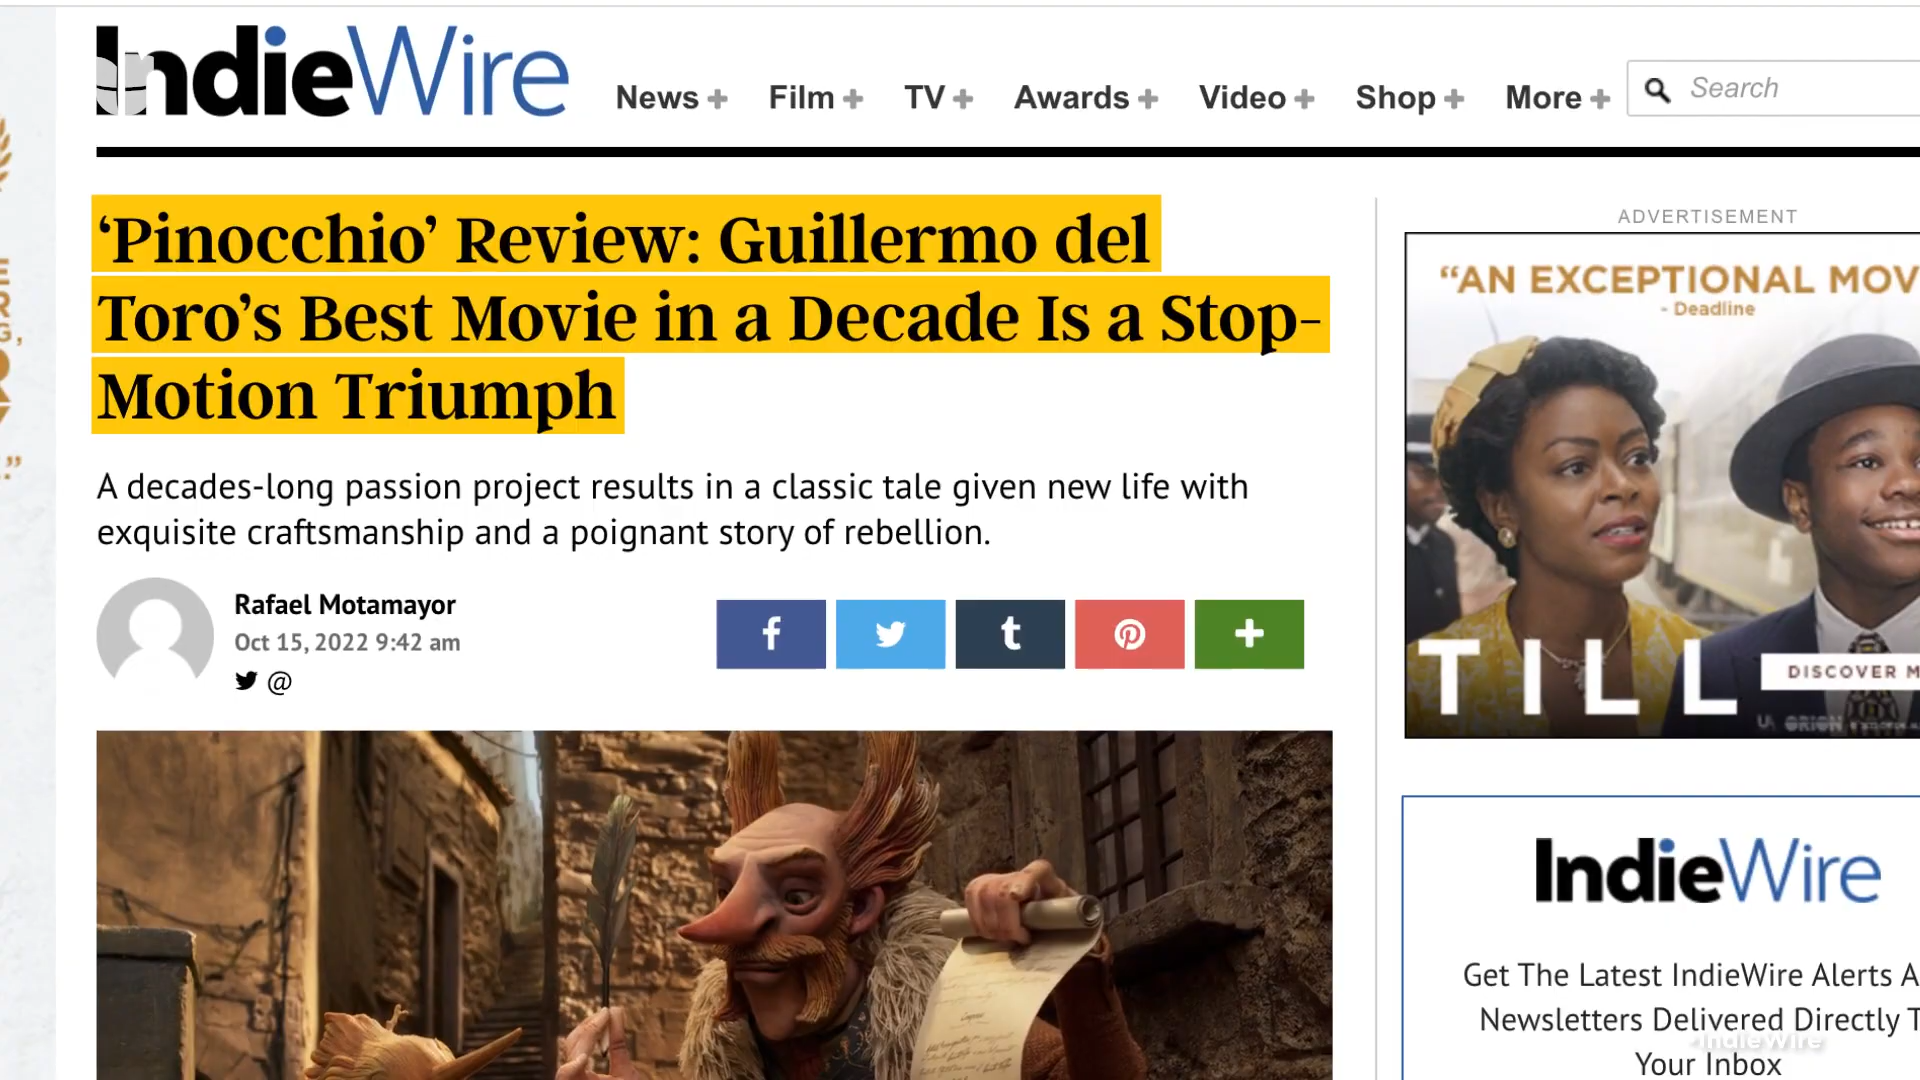 IndieWire
News + Film + TV + Awards + Video + Shop + More +
Search
‘Pinocchio’ Review: Guillermo del
Toro’s Best Movie in a Decade Is a Stop-
Motion Triumph
A decades-long passion project results in a classic tale given new life with
exquisite craftsmanship and a poignant story of rebellion.
Rafael Motamayor
Oct 15, 2022 9:42 am
@
f
t
+
ADVERTISEMENT
“AN EXCEPTIONAL MOV
- Deadline
TILL
DISCOVER M
ORION
IndieWire
Get The Latest IndieWire Alerts A
Newsletters Delivered Directly T
Your Inbox
IndieWire